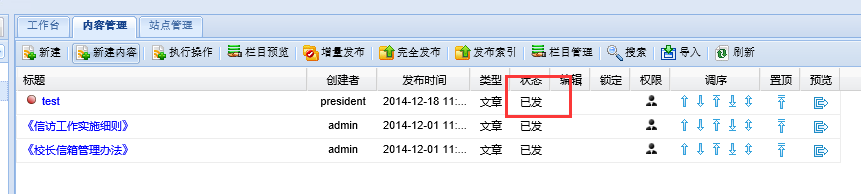 工作台 内容管理 站点管理
新建 新建内容 执行操作 栏目预览 增量发布 完全发布 发布索引 栏目管理 搜索 导入 刷新
标题 创建者 发布时间 类型 状态 编辑 锁定 权限 调序 置顶 预览
test president 2014-12-18 11:... 文章 已发
《信访工作实施细则》 admin 2014-12-01 11:... 文章 已发
《校长信箱管理办法》 admin 2014-12-01 11:... 文章 已发